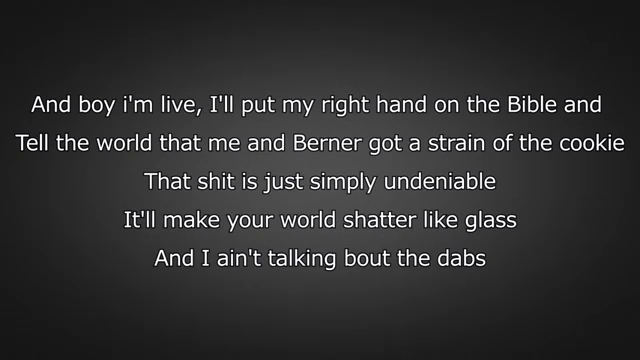 And boy i'm live, I'll put my right hand on the Bible and
Tell the world that me and Berner got a strain of the cookie
That shit is just simply undeniable
It'll make your world shatter like glass
And I ain't talking bout the dabs